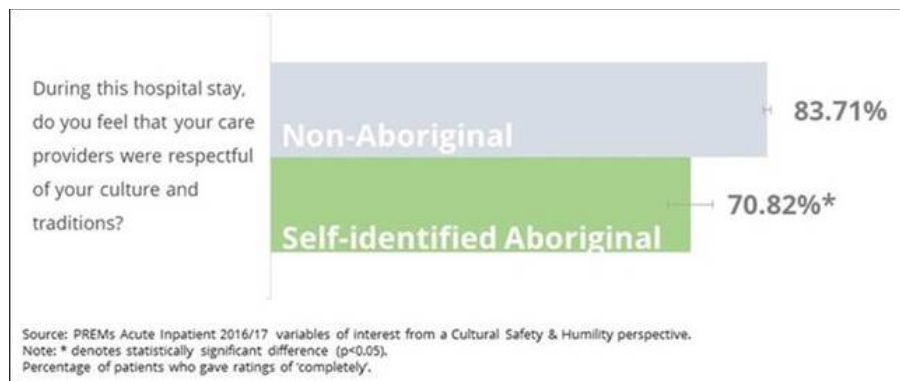 During this hospital stay,
do you feel that your care
providers were respectful
of your culture and
traditions?
Non-Aboriginal
83.71%
Self-identified Aboriginal
70.82%*
Source: PREMs Acute Inpatient 2016/17 variables of interest from a Cultural Safety & Humility perspective.
Note: * denotes statistically significant difference (p<0.05).
Percentage of patients who gave ratings of 'completely'.